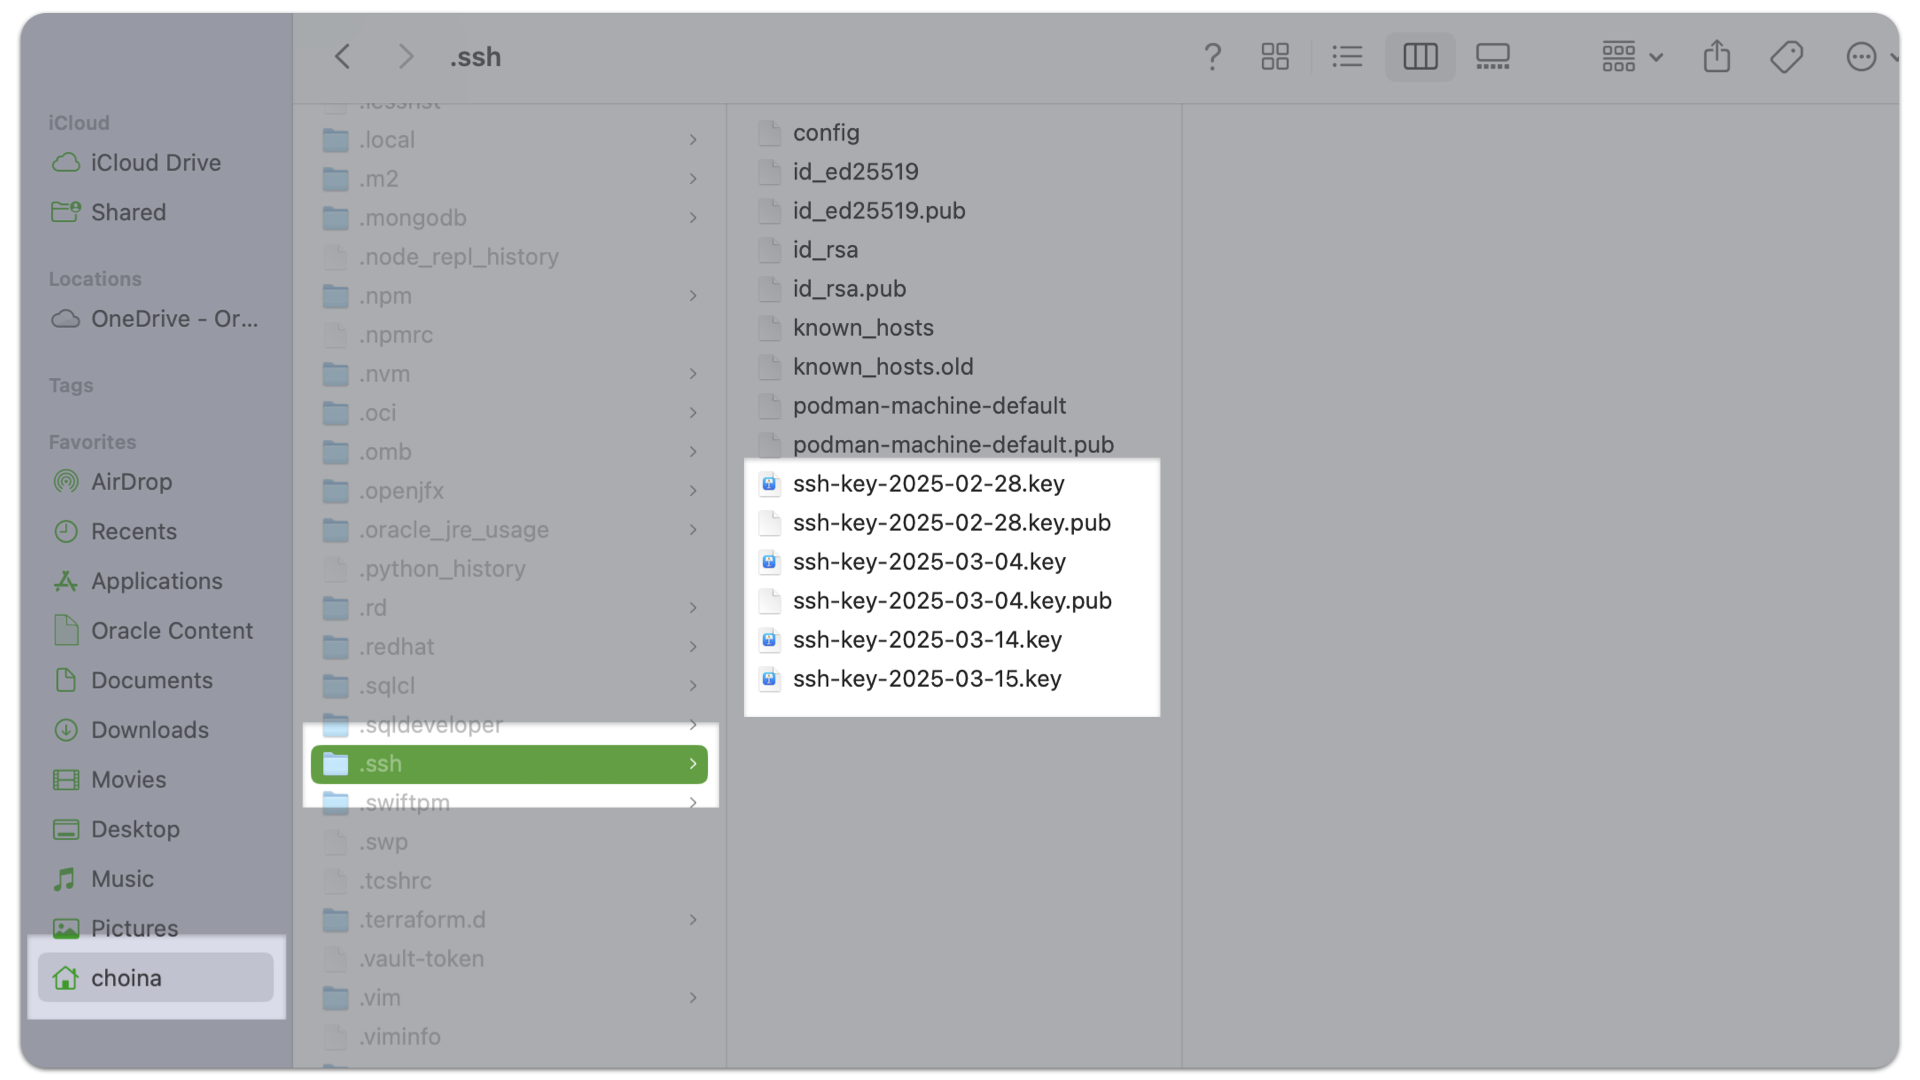 .ssh
iCloud
iCloud Drive
Shared
Locations
OneDrive - Or...
Tags
Favorites
AirDrop
Recents
Applications
Oracle Content
Documents
Downloads
Movies
Desktop
Music
Pictures
choina
.lesshst
.local
.m2
.mongodb
.node_repl_history
.npm
.npmrc
.nvm
.oci
.omb
.openjfx
.oracle_jre_usage
.python_history
.rd
.redhat
.sqlcl
.sqldeveloper
.ssh
.swiftpm
.swp
.tcshrc
.terraform.d
.vault-token
.vim
.viminfo
config
id_ed25519
id_ed25519.pub
id_rsa
id_rsa.pub
known_hosts
known_hosts.old
podman-machine-default
podman-machine-default.pub
ssh-key-2025-02-28.key
ssh-key-2025-02-28.key.pub
ssh-key-2025-03-04.key
ssh-key-2025-03-04.key.pub
ssh-key-2025-03-14.key
ssh-key-2025-03-15.key